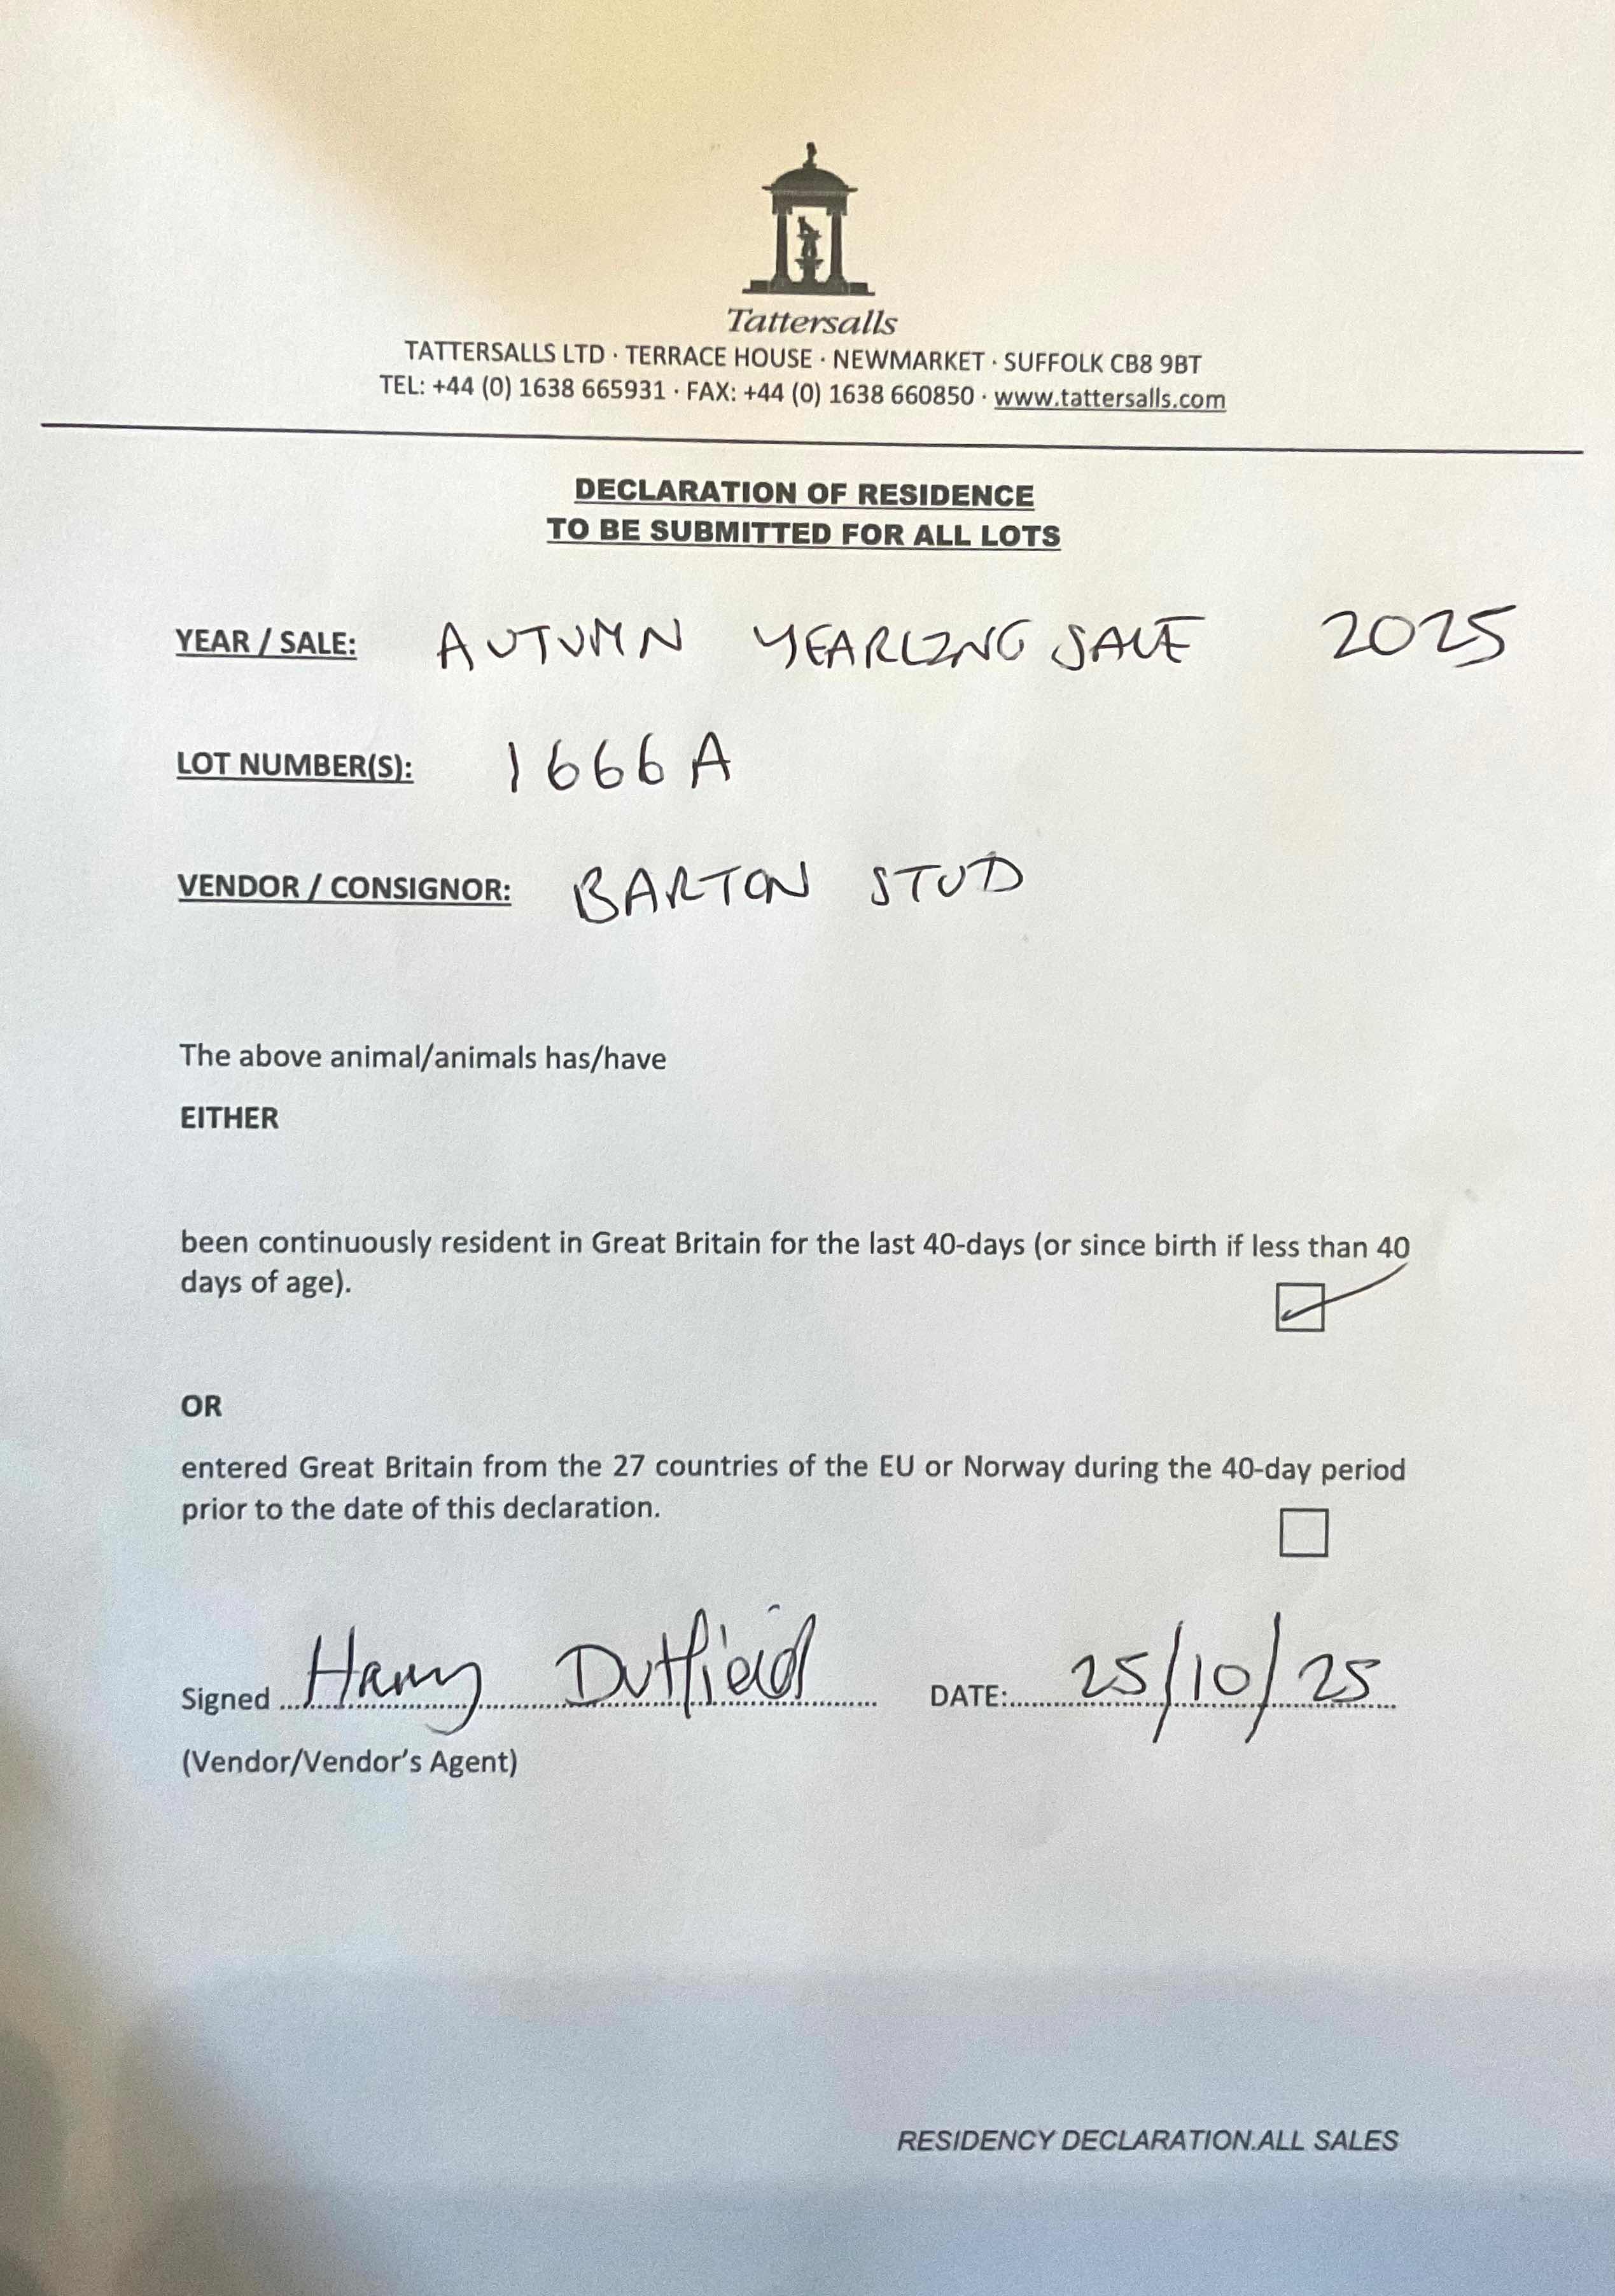 Tattersalls
TATTERSALLS LTD · TERRACE HOUSE · NEWMARKET · SUFFOLK CB8 9BT
TEL: +44 (0) 1638 665931 · FAX: +44 (0) 1638 660850 · www.tattersalls.com
DECLARATION OF RESIDENCE
TO BE SUBMITTED FOR ALL LOTS
YEAR / SALE: AUTUMN YEARLING SALE 2025
LOT NUMBER(S): 1666 A
VENDOR / CONSIGNOR: BARTON STUD
The above animal/animals has/have
EITHER
been continuously resident in Great Britain for the last 40-days (or since birth if less than 40
days of age).
OR
entered Great Britain from the 27 countries of the EU or Norway during the 40-day period
prior to the date of this declaration.
Signed Harry Dutfield DATE: 25/10/25
(Vendor/Vendor's Agent)
RESIDENCY DECLARATION.ALL SALES